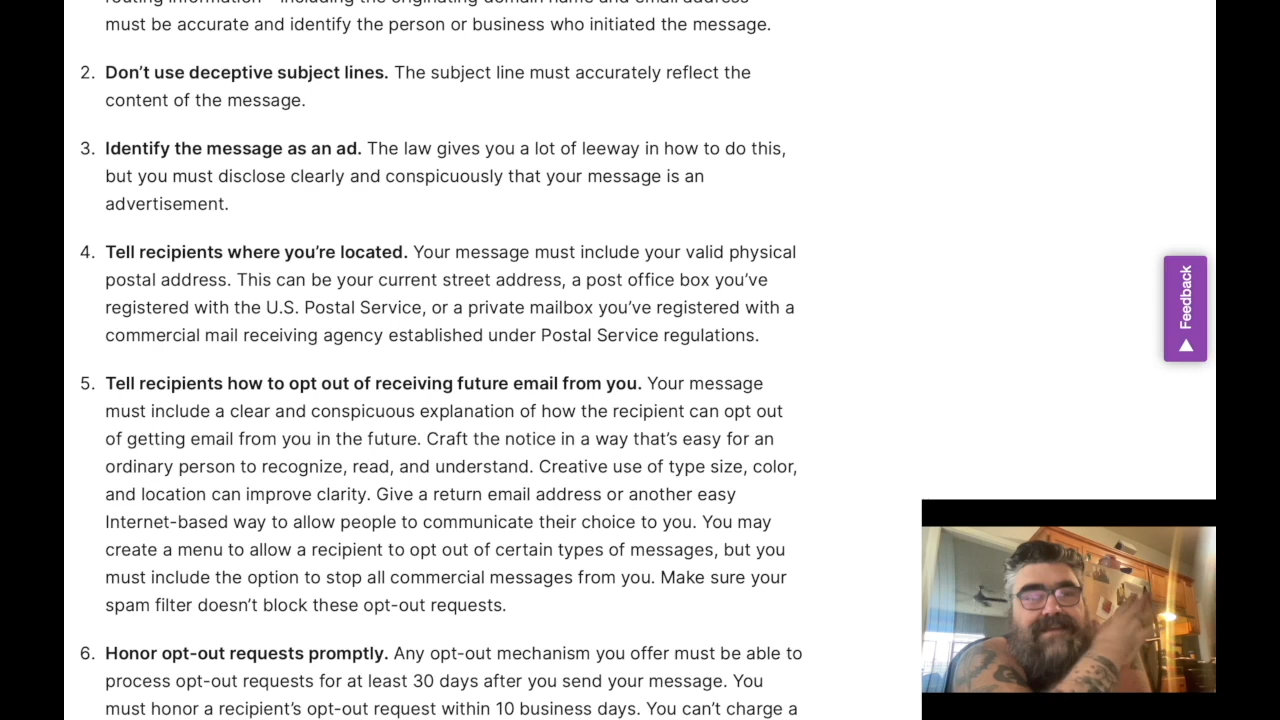 must be accurate and identify the person or business who initiated the message.
2. Don’t use deceptive subject lines. The subject line must accurately reflect the
content of the message.
3. Identify the message as an ad. The law gives you a lot of leeway in how to do this,
but you must disclose clearly and conspicuously that your message is an
advertisement.
4. Tell recipients where you’re located. Your message must include your valid physical
postal address. This can be your current street address, a post office box you’ve
registered with the U.S. Postal Service, or a private mailbox you’ve registered with a
commercial mail receiving agency established under Postal Service regulations.
5. Tell recipients how to opt out of receiving future email from you. Your message
must include a clear and conspicuous explanation of how the recipient can opt out
of getting email from you in the future. Craft the notice in a way that’s easy for an
ordinary person to recognize, read, and understand. Creative use of type size, color,
and location can improve clarity. Give a return email address or another easy
Internet-based way to allow people to communicate their choice to you. You may
create a menu to allow a recipient to opt out of certain types of messages, but you
must include the option to stop all commercial messages from you. Make sure your
spam filter doesn’t block these opt-out requests.
6. Honor opt-out requests promptly. Any opt-out mechanism you offer must be able to
process opt-out requests for at least 30 days after you send your message. You
must honor a recipient’s opt-out request within 10 business days. You can’t charge a
Feedback